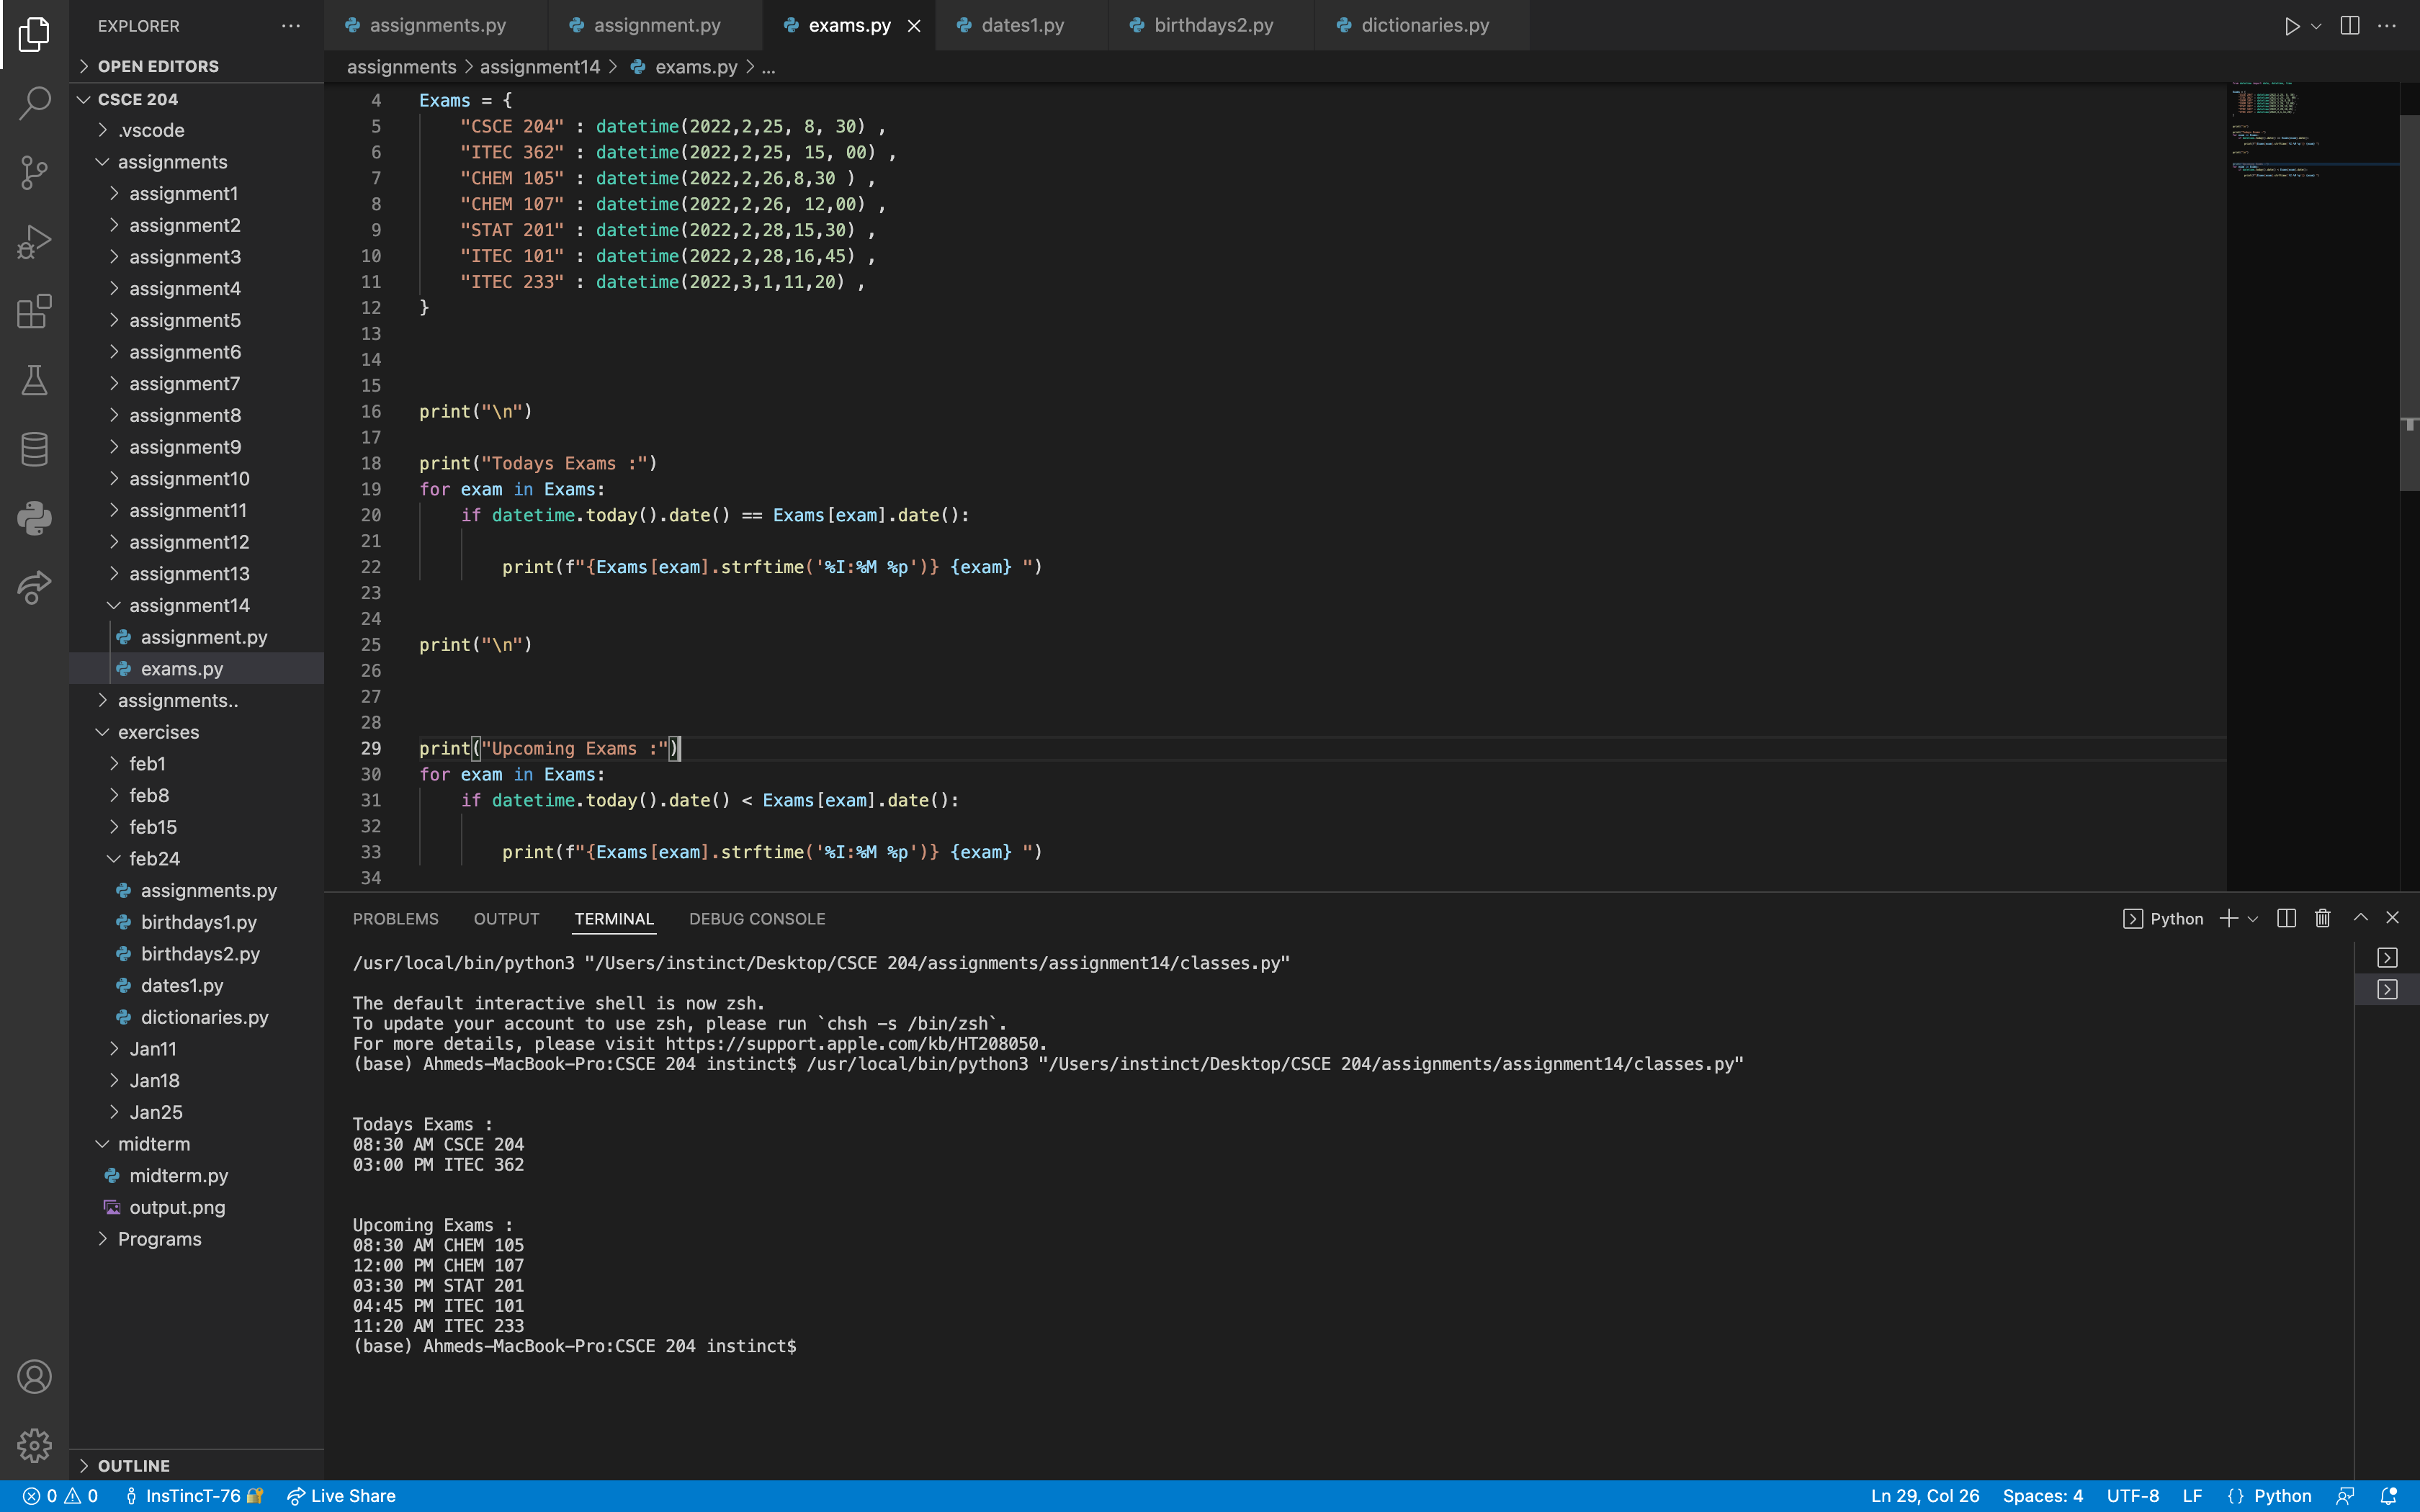 EXPLORER
assignments.py
assignment.py
exams.py
dates1.py
birthdays2.py
dictionaries.py
OPEN EDITORS
assignments > assignment14 > exams.py > ...
CSCE 204
.vscode
assignments
assignment1
assignment2
assignment3
assignment4
assignment5
assignment6
assignment7
assignment8
assignment9
assignment10
assignment11
assignment12
assignment13
assignment14
assignment.py
exams.py
assignments..
exercises
feb1
feb8
feb15
feb24
assignments.py
birthdays1.py
birthdays2.py
dates1.py
dictionaries.py
Jan11
Jan18
Jan25
midterm
midterm.py
output.png
Programs
OUTLINE
4 Exams = {
5 "CSCE 204" : datetime(2022,2,25, 8, 30) ,
6 "ITEC 362" : datetime(2022,2,25, 15, 00) ,
7 "CHEM 105" : datetime(2022,2,26,8,30 ) ,
8 "CHEM 107" : datetime(2022,2,26, 12,00) ,
9 "STAT 201" : datetime(2022,2,28,15,30) ,
10 "ITEC 101" : datetime(2022,2,28,16,45) ,
11 "ITEC 233" : datetime(2022,3,1,11,20) ,
12 }
13
14
15
16 print("\n")
17
18 print("Todays Exams :")
19 for exam in Exams:
20 if datetime.today().date() == Exams[exam].date():
21
22 print(f"{Exams[exam].strftime('%I:%M %p')} {exam} ")
23
24
25 print("\n")
26
27
28
29 print("Upcoming Exams :")
30 for exam in Exams:
31 if datetime.today().date() < Exams[exam].date():
32
33 print(f"{Exams[exam].strftime('%I:%M %p')} {exam} ")
34
PROBLEMS OUTPUT TERMINAL DEBUG CONSOLE
Python
/usr/local/bin/python3 "/Users/instinct/Desktop/CSCE 204/assignments/assignment14/classes.py"
The default interactive shell is now zsh.
To update your account to use zsh, please run `chsh -s /bin/zsh`.
For more details, please visit https://support.apple.com/kb/HT208050.
(base) Ahmeds-MacBook-Pro:CSCE 204 instinct$ /usr/local/bin/python3 "/Users/instinct/Desktop/CSCE 204/assignments/assignment14/classes.py"
Todays Exams :
08:30 AM CSCE 204
03:00 PM ITEC 362
Upcoming Exams :
08:30 AM CHEM 105
12:00 PM CHEM 107
03:30 PM STAT 201
04:45 PM ITEC 101
11:20 AM ITEC 233
(base) Ahmeds-MacBook-Pro:CSCE 204 instinct$
0 0 InsTincT-76 Live Share
Ln 29, Col 26 Spaces: 4 UTF-8 LF {} Python